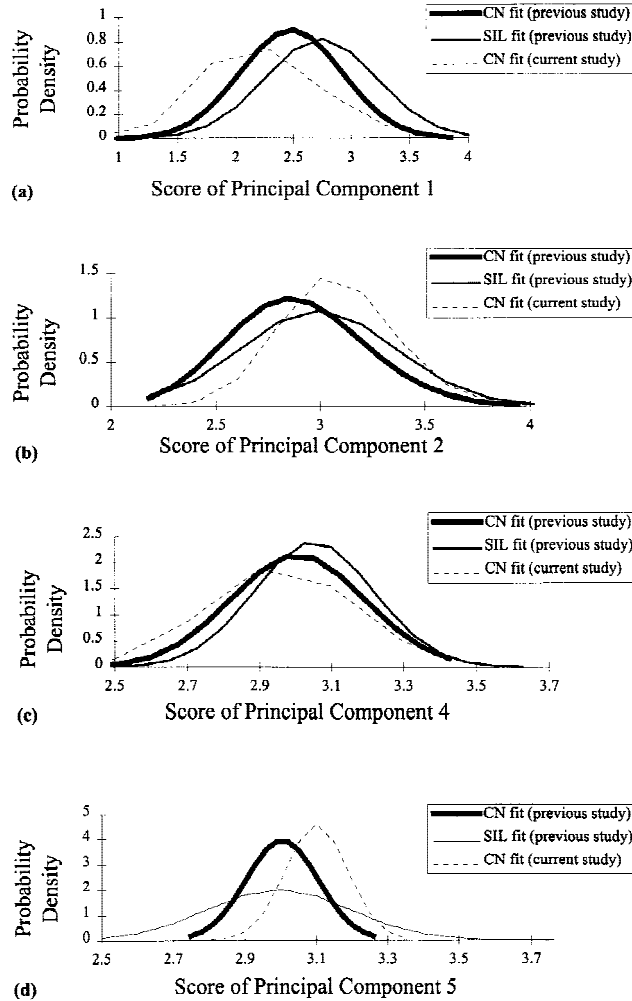 CN fit (previous study)
SIL fit (previous study)
CN fit (current study)
Probability
Density
1
0.8
0.6
0.4
0.2
0
1 1.5 2 2.5 3 3.5 4
(a) Score of Principal Component 1
CN fit (previous study)
SIL fit (previous study)
CN fit (current study)
Probability
Density
1.5
1
0.5
0
2 2.5 3 3.5 4
(b) Score of Principal Component 2
CN fit (previous study)
SIL fit (previous study)
CN fit (current study)
Probability
Density
2.5
2
1.5
1
0.5
0
2.5 2.7 2.9 3.1 3.3 3.5 3.7
(c) Score of Principal Component 4
CN fit (previous study)
SIL fit (previous study)
CN fit (current study)
Probability
Density
5
4
3
2
1
0
2.5 2.7 2.9 3.1 3.3 3.5 3.7
(d) Score of Principal Component 5